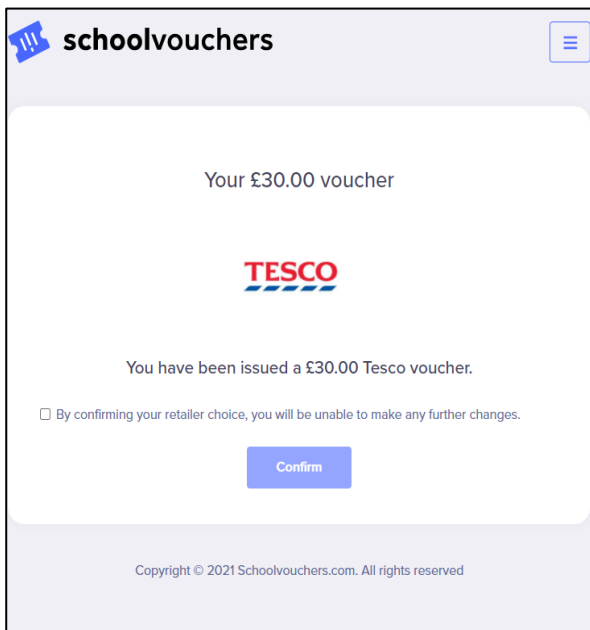 schoolvouchers
Your £30.00 voucher
TESCO
You have been issued a £30.00 Tesco voucher.
By confirming your retailer choice, you will be unable to make any further changes.
Confirm
Copyright © 2021 Schoolvouchers.com. All rights reserved